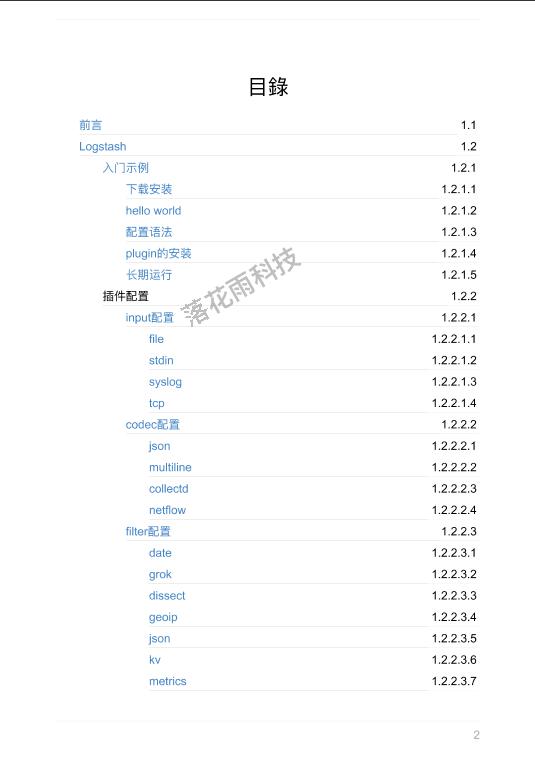 目錄
前言 1.1
Logstash 1.2
入门示例 1.2.1
下载安装 1.2.1.1
hello world 1.2.1.2
配置语法 1.2.1.3
plugin的安装 1.2.1.4
长期运行 1.2.1.5
插件配置 1.2.2
input配置 1.2.2.1
file 1.2.2.1.1
stdin 1.2.2.1.2
syslog 1.2.2.1.3
tcp 1.2.2.1.4
codec配置 1.2.2.2
json 1.2.2.2.1
multiline 1.2.2.2.2
collectd 1.2.2.2.3
netflow 1.2.2.2.4
filter配置 1.2.2.3
date 1.2.2.3.1
grok 1.2.2.3.2
dissect 1.2.2.3.3
geoip 1.2.2.3.4
json 1.2.2.3.5
kv 1.2.2.3.6
metrics 1.2.2.3.7
落花雨科技
2